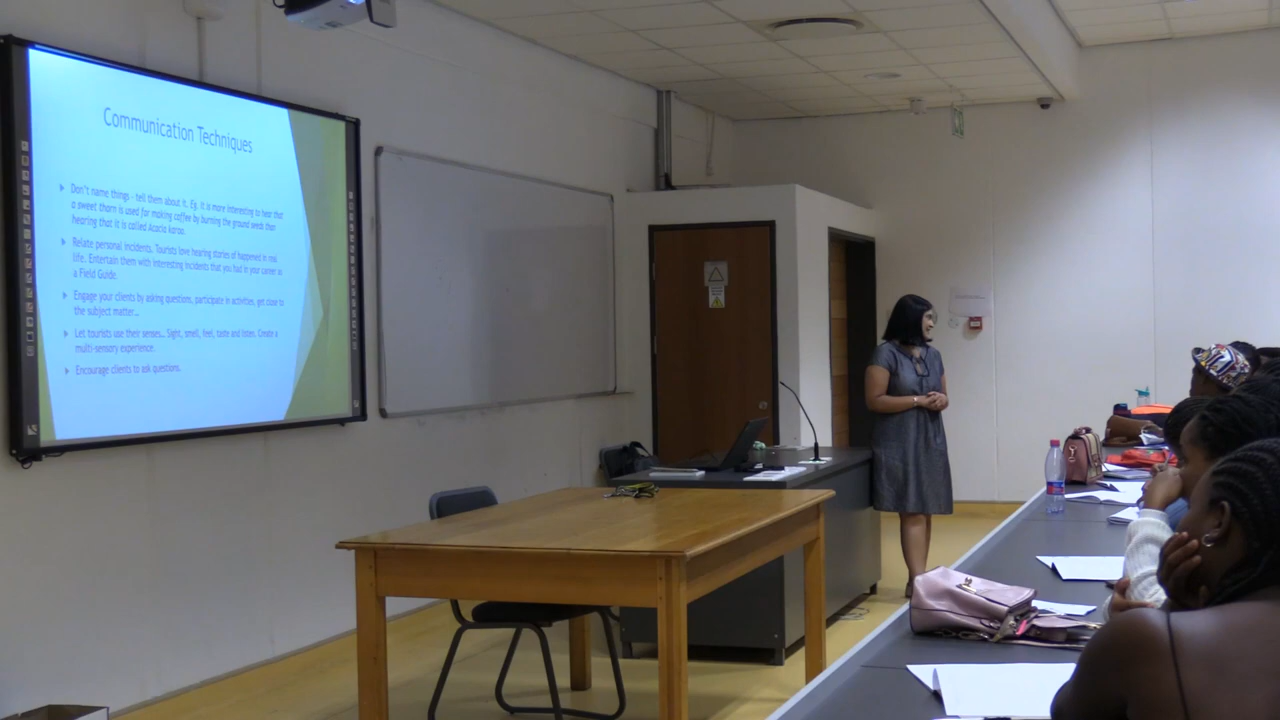 Communication Techniques
Don't name things - tell them about it. Eg. It is more interesting to hear that
a sweet thorn is used for making coffee by burning the ground seeds than
hearing that it is called Acacia karoo.
Relate personal incidents. Tourists love hearing stories of happened in real
life. Entertain them with interesting incidents that you had in your career as
a Field Guide.
Engage your clients by asking questions, participate in activities, get close to
the subject matter...
Let tourists use their senses... Sight, smell, feel, taste and listen. Create a
multi-sensory experience.
Encourage clients to ask questions.